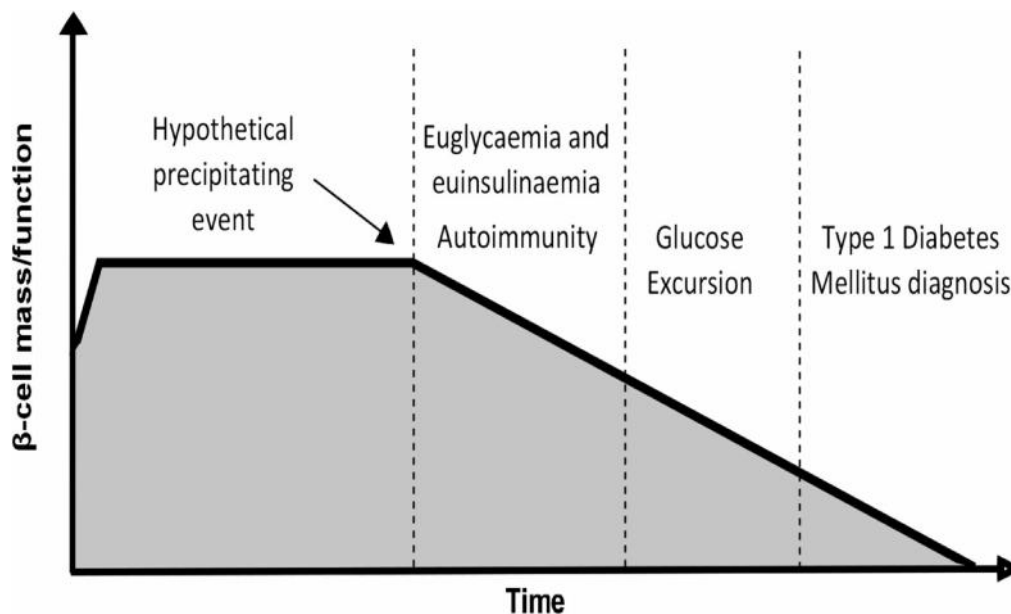 β-cell mass/function
Hypothetical
precipitating
event
Euglycaemia and
euinsulinaemia
Autoimmunity
Glucose
Excursion
Type 1 Diabetes
Mellitus diagnosis
Time